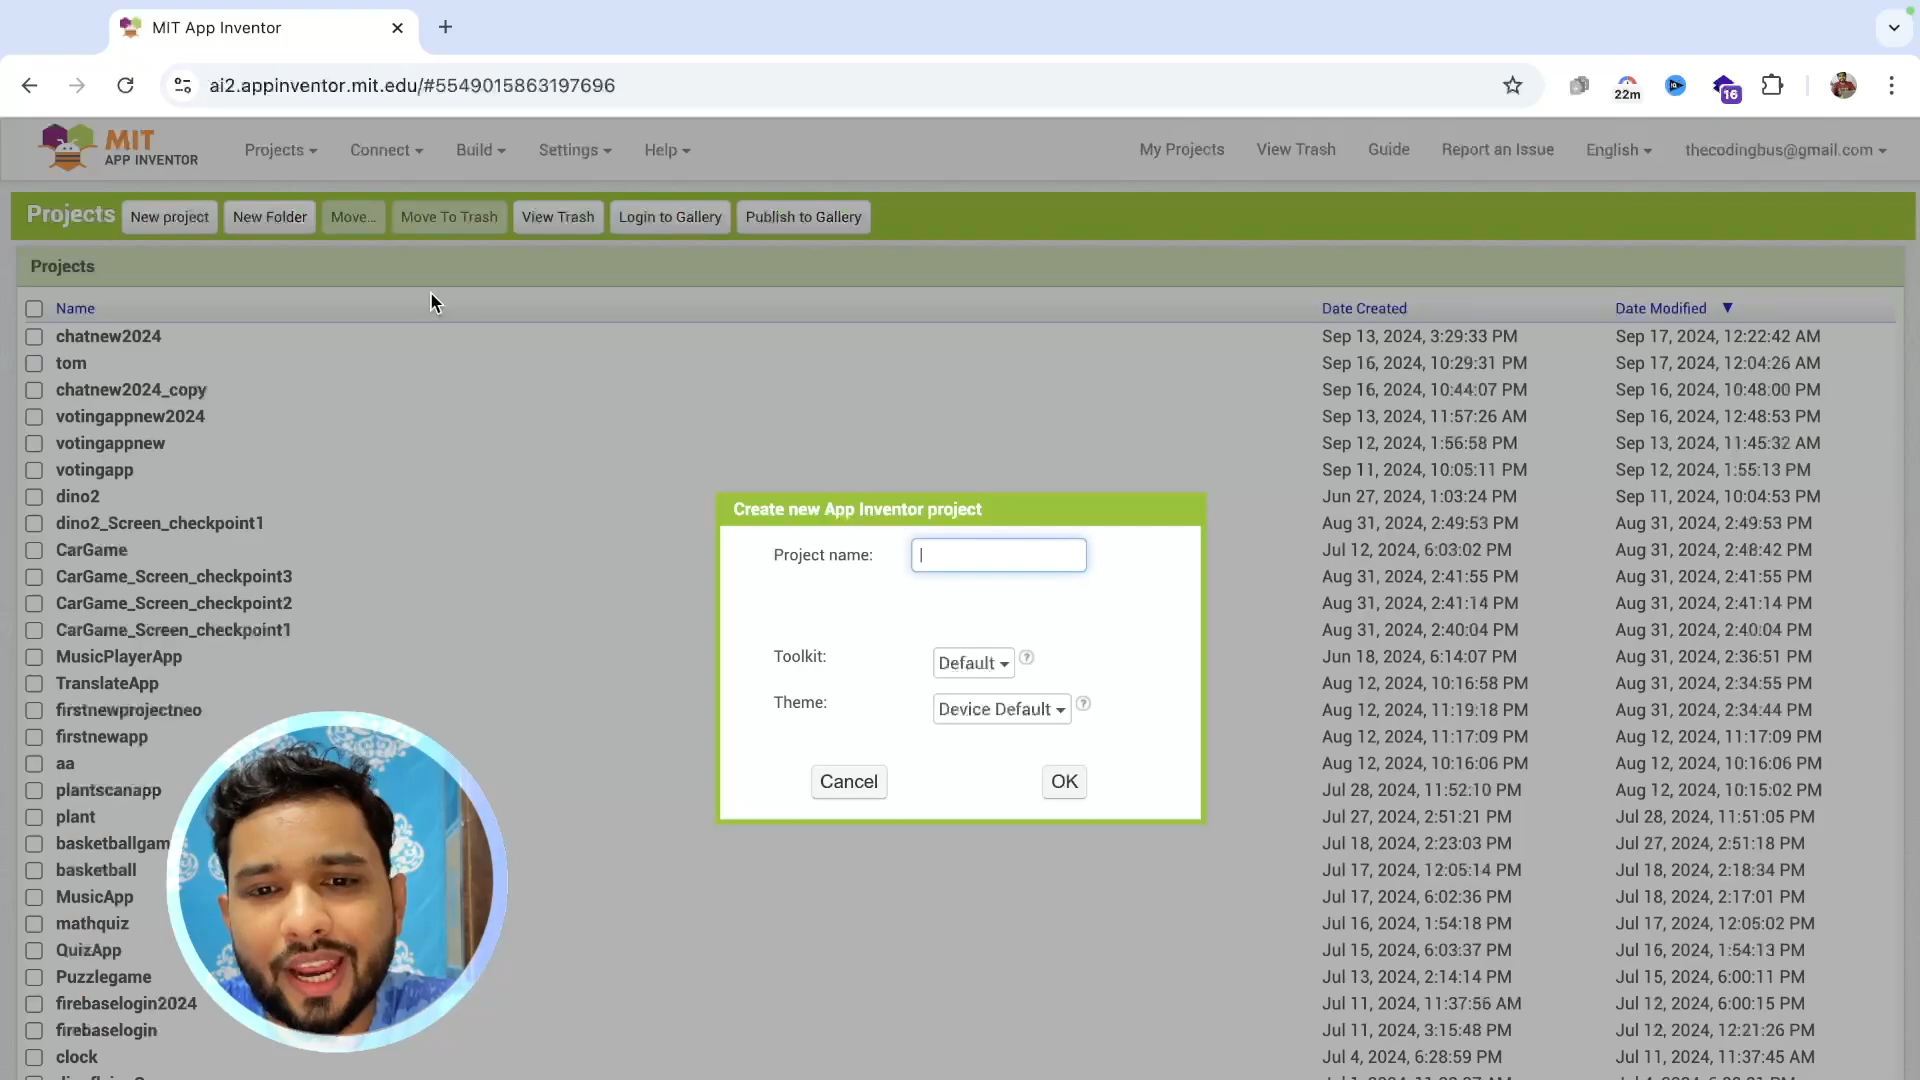 MIT App Inventor
ai2.appinventor.mit.edu/#5549015863197696
22m
16
MIT
APP INVENTOR
Projects Connect Build Settings Help My Projects View Trash Guide Report an Issue English thecodingbus@gmail.com
Projects New project New Folder Move... Move To Trash View Trash Login to Gallery Publish to Gallery
Projects
Name Date Created Date Modified
chatnew2024 Sep 13, 2024, 3:29:33 PM Sep 17, 2024, 12:22:42 AM
tom Sep 16, 2024, 10:29:31 PM Sep 17, 2024, 12:04:26 AM
chatnew2024_copy Sep 16, 2024, 10:44:07 PM Sep 16, 2024, 10:48:00 PM
votingappnew2024 Sep 13, 2024, 11:57:26 AM Sep 16, 2024, 12:48:53 PM
votingappnew Sep 12, 2024, 1:56:58 PM Sep 13, 2024, 11:45:32 AM
votingapp Sep 11, 2024, 10:05:11 PM Sep 12, 2024, 1:55:13 PM
dino2 Jun 27, 2024, 1:03:24 PM Sep 11, 2024, 10:04:53 PM
dino2_Screen_checkpoint1 Aug 31, 2024, 2:49:53 PM Aug 31, 2024, 2:49:53 PM
CarGame Jul 12, 2024, 6:03:02 PM Aug 31, 2024, 2:48:42 PM
CarGame_Screen_checkpoint3 Aug 31, 2024, 2:41:55 PM Aug 31, 2024, 2:41:55 PM
CarGame_Screen_checkpoint2 Aug 31, 2024, 2:41:14 PM Aug 31, 2024, 2:41:14 PM
CarGame_Screen_checkpoint1 Aug 31, 2024, 2:40:04 PM Aug 31, 2024, 2:40:04 PM
MusicPlayerApp Jun 18, 2024, 6:14:07 PM Aug 31, 2024, 2:36:51 PM
TranslateApp Aug 12, 2024, 10:16:58 PM Aug 31, 2024, 2:34:55 PM
firstnewprojectneo Aug 12, 2024, 11:19:18 PM Aug 31, 2024, 2:34:44 PM
firstnewapp Aug 12, 2024, 11:17:09 PM Aug 12, 2024, 11:17:09 PM
aa Aug 12, 2024, 10:16:06 PM Aug 12, 2024, 10:16:06 PM
plantscanapp Jul 28, 2024, 11:52:10 PM Aug 12, 2024, 10:15:02 PM
plant Jul 27, 2024, 2:51:21 PM Jul 28, 2024, 11:51:05 PM
basketballgam Jul 18, 2024, 2:23:03 PM Jul 27, 2024, 2:51:18 PM
basketball Jul 17, 2024, 12:05:14 PM Jul 18, 2024, 2:18:34 PM
MusicApp Jul 17, 2024, 6:02:36 PM Jul 18, 2024, 2:17:01 PM
mathquiz Jul 16, 2024, 1:54:18 PM Jul 17, 2024, 12:05:02 PM
QuizApp Jul 15, 2024, 6:03:37 PM Jul 16, 2024, 1:54:13 PM
Puzzlegame Jul 13, 2024, 2:14:14 PM Jul 15, 2024, 6:00:11 PM
firebaselogin2024 Jul 11, 2024, 11:37:56 AM Jul 12, 2024, 6:00:15 PM
firebaselogin Jul 11, 2024, 3:15:48 PM Jul 12, 2024, 12:21:26 PM
clock Jul 4, 2024, 6:28:59 PM Jul 11, 2024, 11:37:45 AM
Create new App Inventor project
Project name:
Toolkit: Default ?
Theme: Device Default ?
Cancel OK